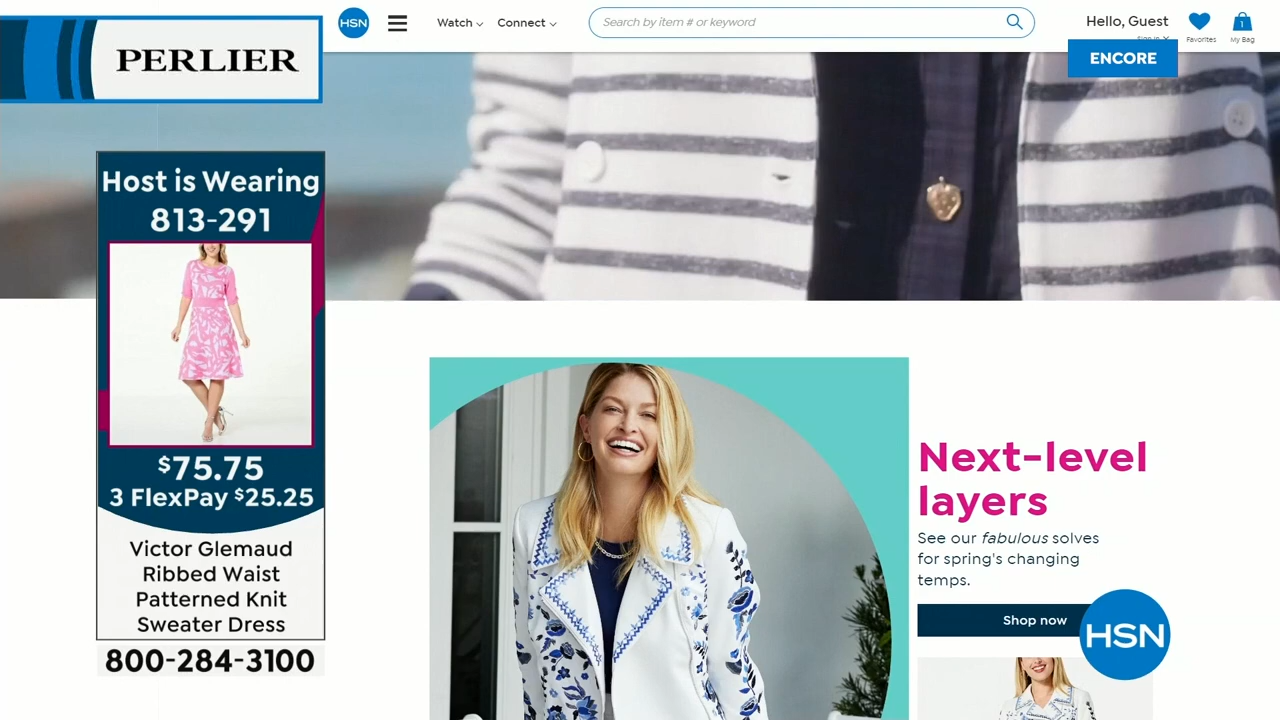 PERLIER
HSN
Watch
Connect
Search by item # or keyword
Hello, Guest
Sign in
Favorites
1
My Bag
ENCORE
Host is Wearing
813-291
$75.75
3 FlexPay $25.25
Victor Glemaud
Ribbed Waist
Patterned Knit
Sweater Dress
800-284-3100
Next-level
layers
See our fabulous solves
for spring's changing
temps.
Shop now
HSN